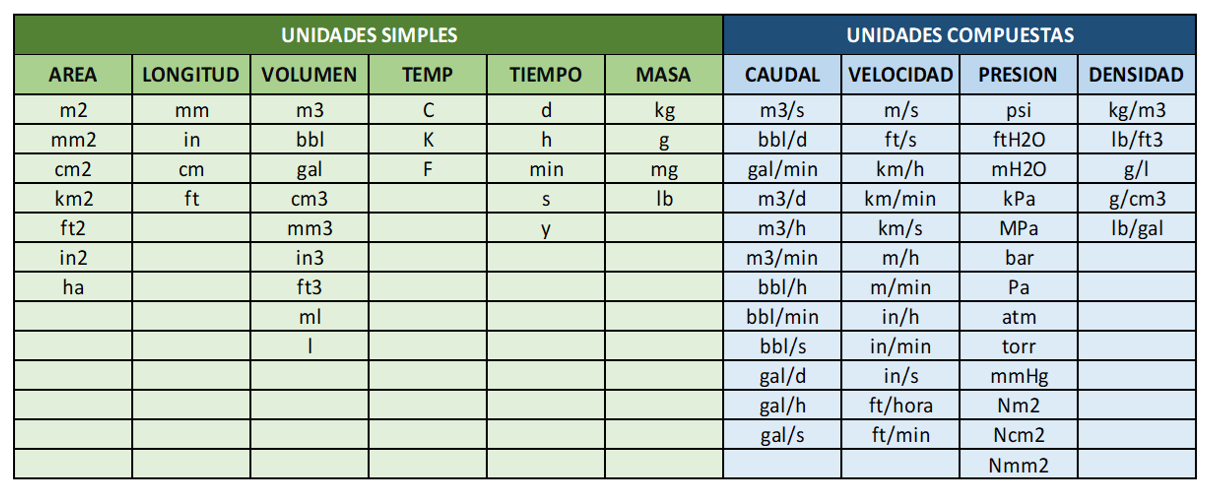 UNIDADES SIMPLES UNIDADES COMPUESTAS
AREA LONGITUD VOLUMEN TEMP TIEMPO MASA CAUDAL VELOCIDAD PRESION DENSIDAD
m2 mm m3 C d kg m3/s m/s psi kg/m3
mm2 in bbl K h g bbl/d ft/s ftH2O lb/ft3
cm2 cm gal F min mg gal/min km/h mH2O g/l
km2 ft cm3 s lb m3/d km/min kPa g/cm3
ft2 mm3 y m3/h km/s MPa lb/gal
in2 in3 m3/min m/h bar
ha ft3 bbl/h m/min Pa
ml bbl/min in/h atm
l bbl/s in/min torr
gal/d in/s mmHg
gal/h ft/hora Nm2
gal/s ft/min Ncm2
Nmm2